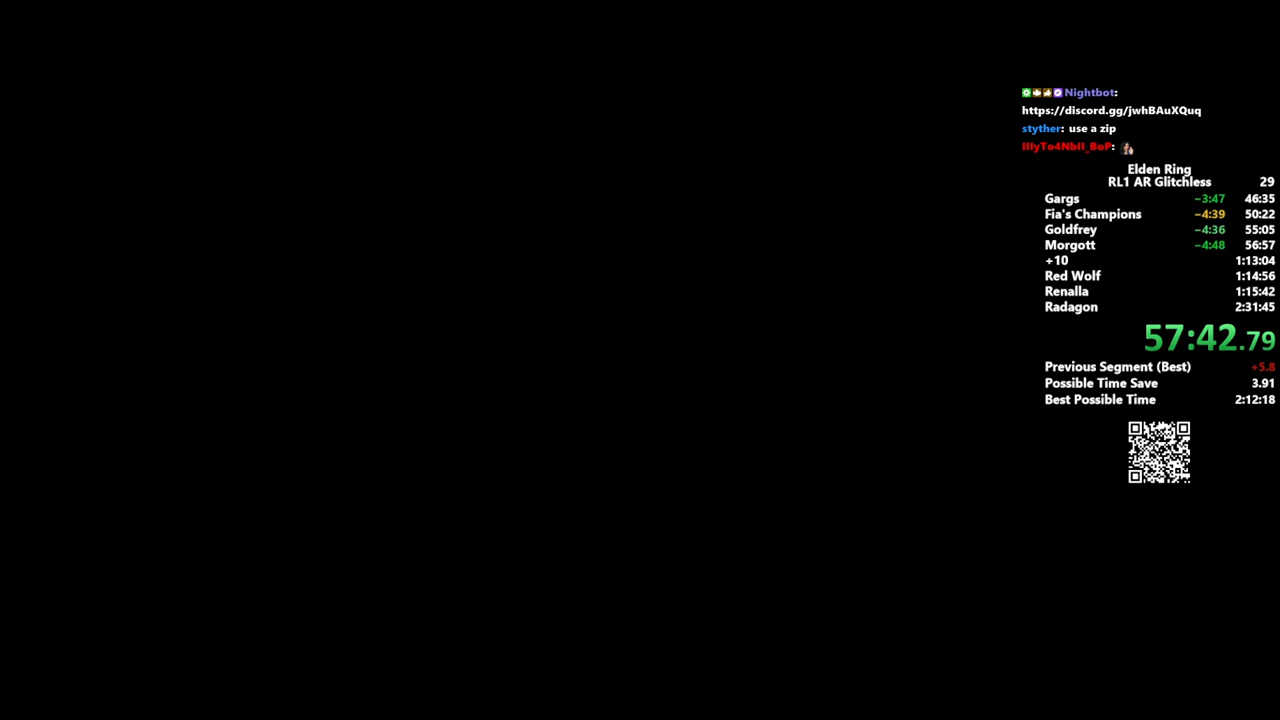 Nightbot:
https://discord.gg/jwhBAuXQuq
styther: use a zip
IIIyTo4NbII_BoP:
Elden Ring
RL1 AR Glitchless 29
Gargs -3:47 46:35
Fia's Champions -4:39 50:22
Goldfrey -4:36 55:05
Morgott -4:48 56:57
+10 1:13:04
Red Wolf 1:14:56
Renalla 1:15:42
Radagon 2:31:45
57:42.79
Previous Segment (Best) +5.8
Possible Time Save 3.91
Best Possible Time 2:12:18